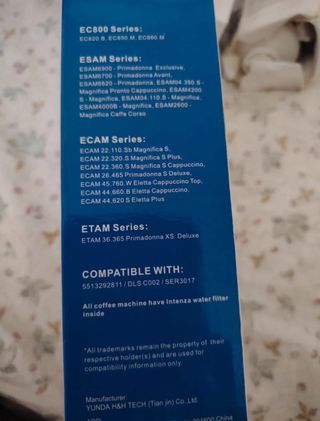 EC800 Series:
EC820 B, EC850 M, EC860 M
ESAM Series:
ESAM6900 - Primadonna Exclusive,
ESAM6700 - Primadonna Avant,
ESAM6620 - Primadonna, ESAM04.350.S -
Magnifica Pronto Cappuccino, ESAM4200
S - Magnifica, ESAM04.110.S - Magnifica,
ESAM4000B - Magnifica, ESAM2600 -
Magnifica Caffe Corso
ECAM Series:
ECAM 22.110.Sb Magnifica S,
ECAM 22.320.S Magnifica S Plus,
ECAM 22.360.S Magnifica S Cappuccino,
ECAM 26.465 Primadonna S Deluxe,
ECAM 45.760.W Eletta Cappuccino Top,
ECAM 44.660.B Eletta Cappuccino,
ECAM 44.620 S Eletta Plus
ETAM Series:
ETAM 36.365 Primadonna XS Deluxe
COMPATIBLE WITH:
5513292811 / DLS C002 / SER3017
All coffee machine have Intenza water filter
inside
*All trademarks remain the property of their
respective holder(s) and are used for
compatibility information only.
Manufacturer
YUNDA H&H TECH (Tian jin) Co.,Ltd
China